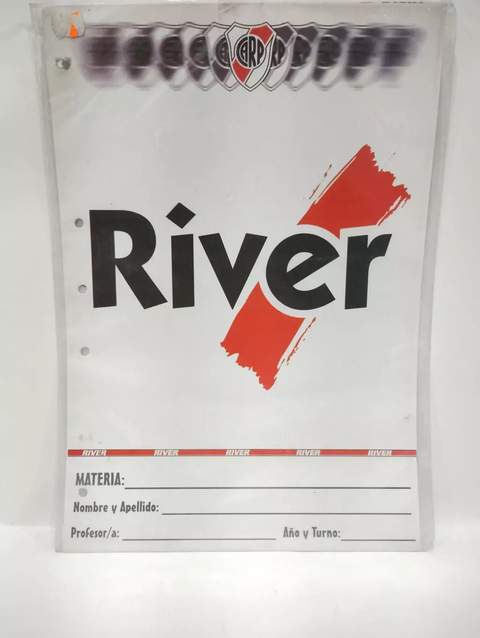 CARP
River
RIVER RIVER RIVER RIVER RIVER
MATERIA:
Nombre y Apellido:
Profesor/a: Año y Turno: